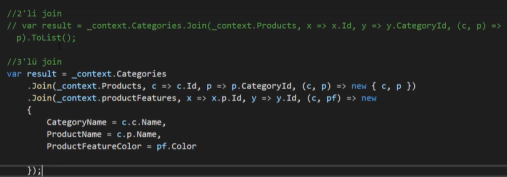 //2'li join
// var result = _context.Categories.Join(_context.Products, x => x.Id, y => y.CategoryId, (c, p) =>
p).ToList();
//3'lü join
var result = _context.Categories
.Join(_context.Products, c => c.Id, p => p.CategoryId, (c, p) => new { c, p })
.Join(_context.productFeatures, x => x.p.Id, y => y.Id, (c, pf) => new
{
CategoryName = c.c.Name,
ProductName = c.p.Name,
ProductFeatureColor = pf.Color
});